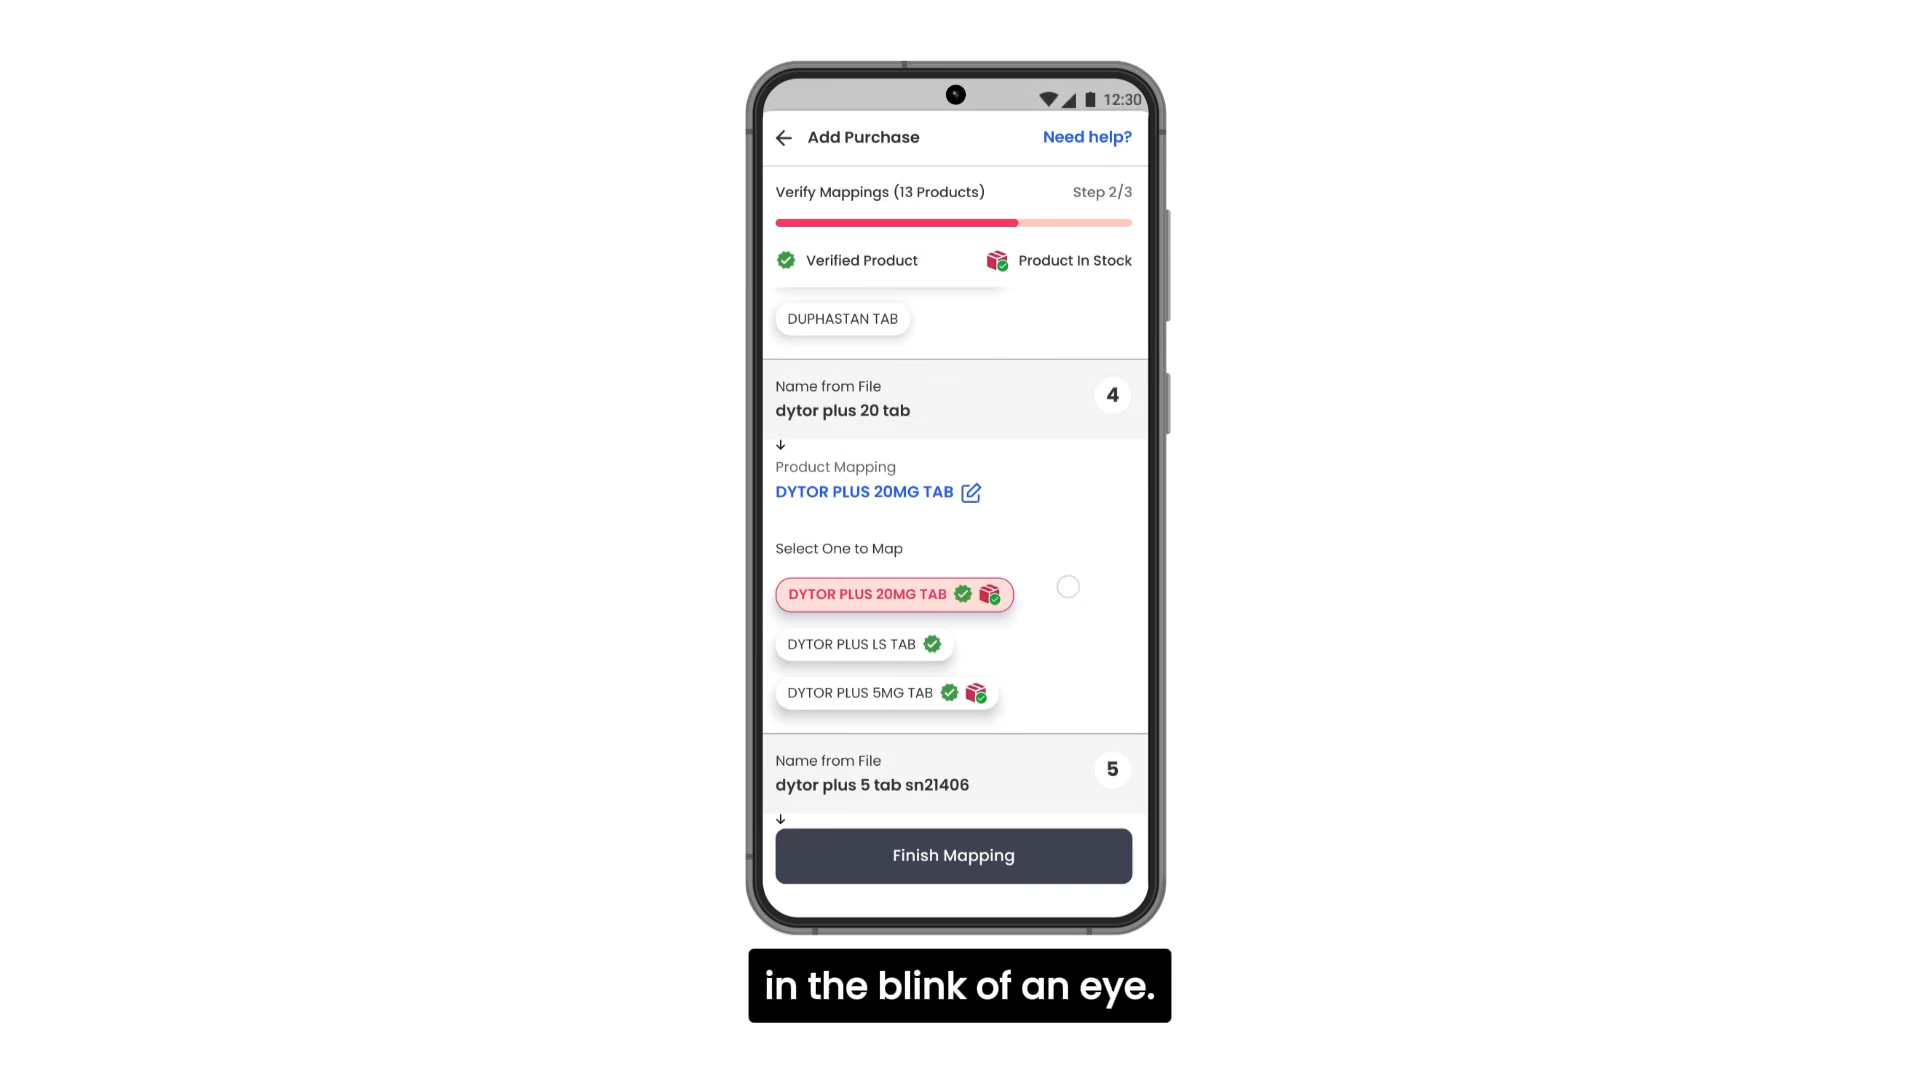 12:30
Add Purchase
Need help?
Verify Mappings (13 Products)
Step 2/3
Verified Product
Product In Stock
DUPHASTAN TAB
Name from File
4
dytor plus 20 tab
Product Mapping
DYTOR PLUS 20MG TAB
Select One to Map
DYTOR PLUS 20MG TAB
DYTOR PLUS LS TAB
DYTOR PLUS 5MG TAB
Name from File
5
dytor plus 5 tab sn21406
Finish Mapping
in the blink of an eye.